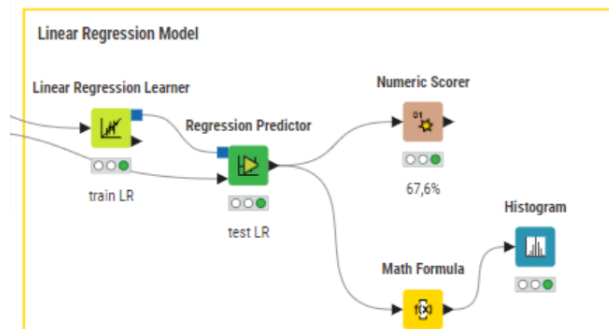 Linear Regression Model
Linear Regression Learner
train LR
Regression Predictor
test LR
Numeric Scorer
67,6%
Math Formula
f(x)
Histogram